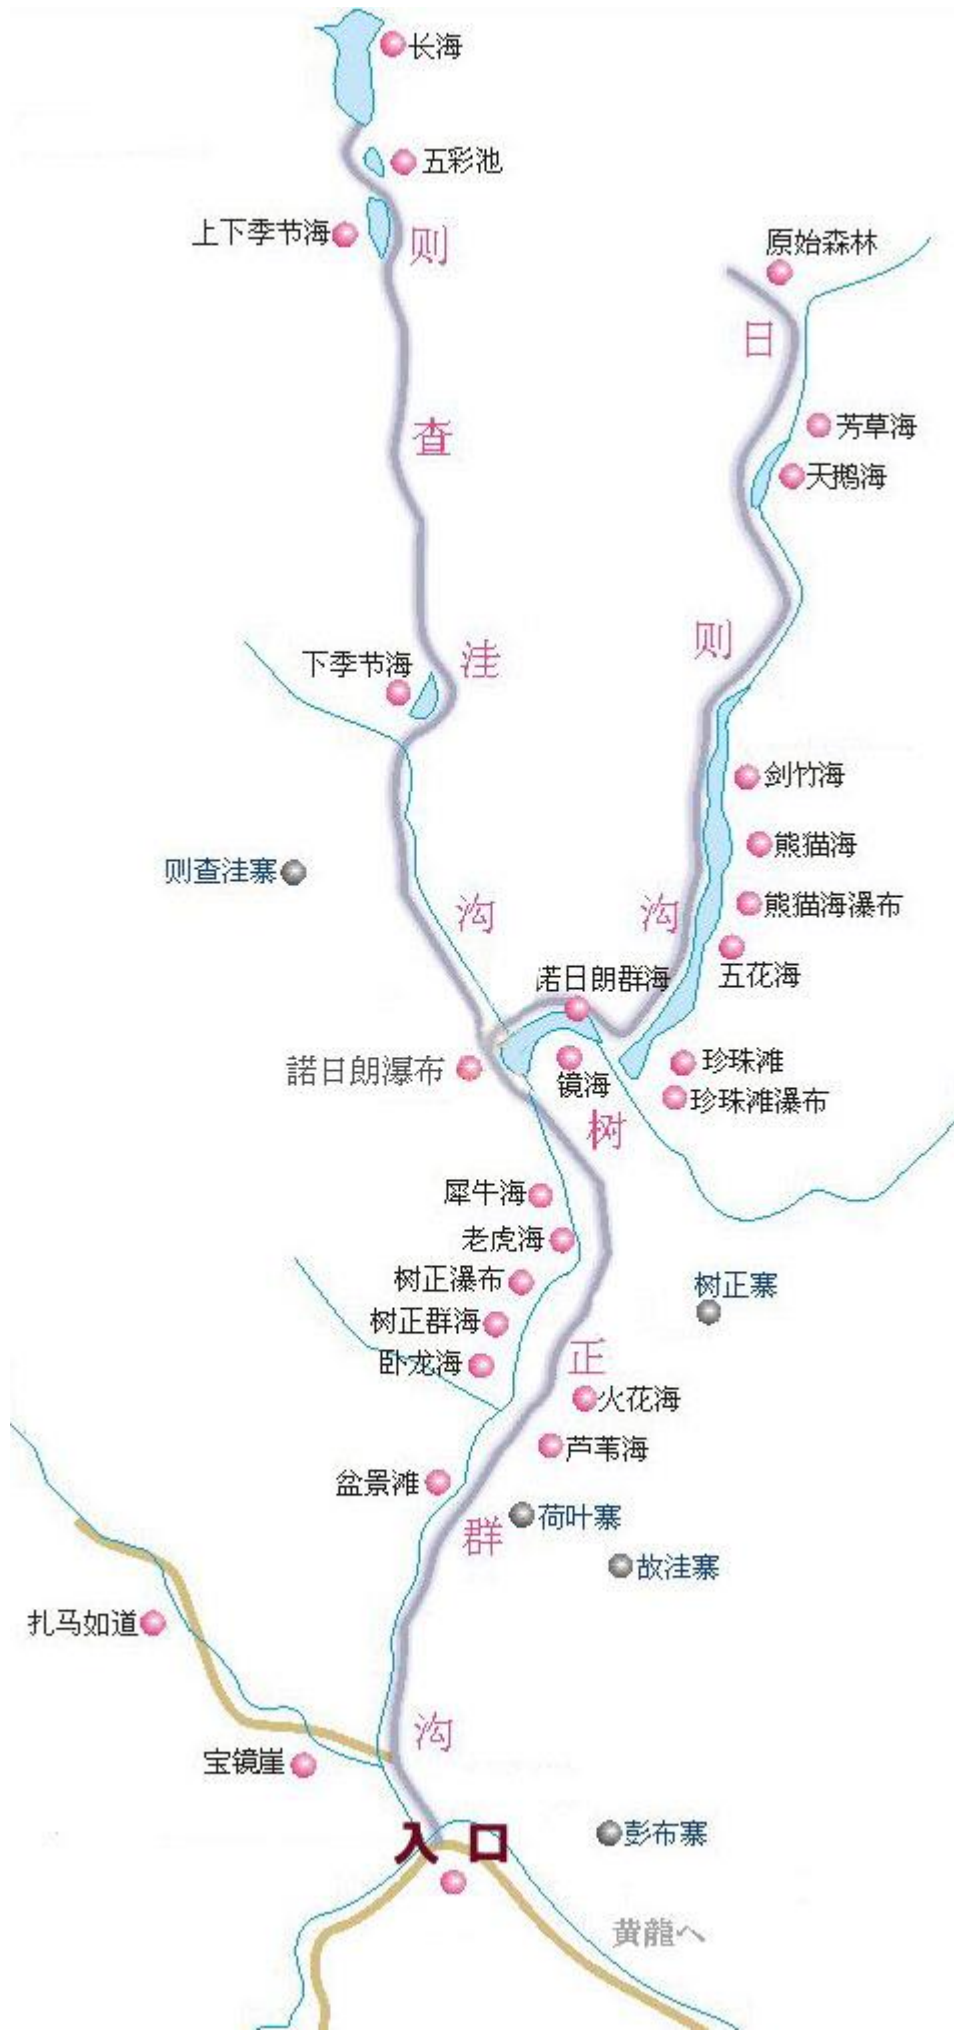 长海
五彩池
上下季节海
则
原始森林
日
芳草海
查
天鹅海
则
洼
下季节海
剑竹海
熊猫海
则查洼寨
熊猫海瀑布
沟
沟
五花海
諾日朗群海
珍珠滩
諾日朗瀑布
镜海
珍珠滩瀑布
树
犀牛海
老虎海
树正瀑布
树正寨
树正群海
正
卧龙海
火花海
芦苇海
盆景滩
荷叶寨
群
故洼寨
扎马如道
沟
宝镜崖
彭布寨
入口
黄龍へ